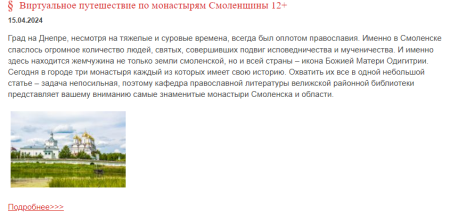 § Виртуальное путешествие по монастырям Смоленщины 12+
15.04.2024
Град на Днепре, несмотря на тяжелые и суровые времена, всегда был оплотом православия. Именно в Смоленске
спаслось огромное количество людей, святых, совершивших подвиг исповедничества и мученичества. И именно
здесь находится жемчужина не только земли смоленской, но и всей страны – икона Божией Матери Одигитрии.
Сегодня в городе три монастыря каждый из которых имеет свою историю. Охватить их все в одной небольшой
статье – задача непосильная, поэтому кафедра православной литературы велижской районной библиотеки
представляет вашему вниманию самые знаменитые монастыри Смоленска и области.
Подробнее>>>